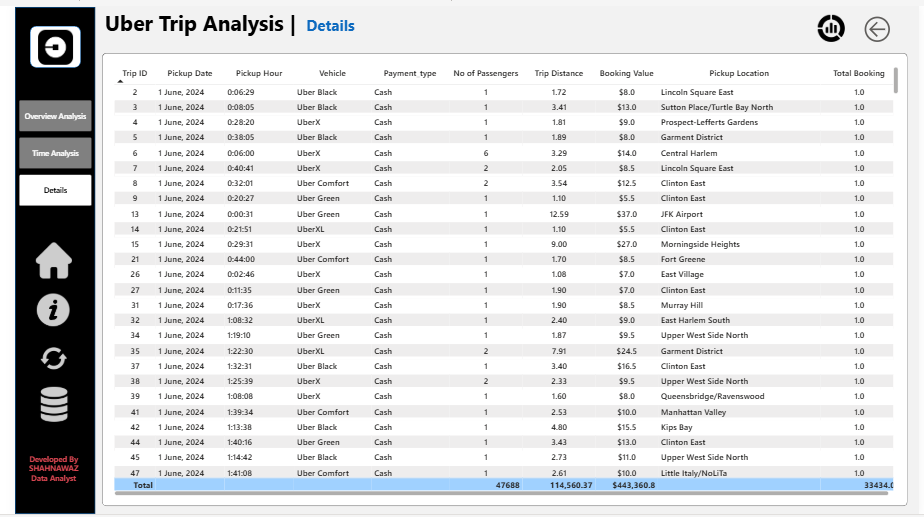 Uber Trip Analysis | Details
Overview Analysis
Time Analysis
Details
Developed By
SHAHNAWAZ
Data Analyst
Trip ID Pickup Date Pickup Hour Vehicle Payment_type No of Passengers Trip Distance Booking Value Pickup Location Total Booking
2 1 June, 2024 0:06:29 Uber Black Cash 1 1.72 $8.0 Lincoln Square East 1.0
3 1 June, 2024 0:08:05 Uber Black Cash 1 3.41 $13.0 Sutton Place/Turtle Bay North 1.0
4 1 June, 2024 0:28:20 UberX Cash 1 1.81 $9.0 Prospect-Lefferts Gardens 1.0
5 1 June, 2024 0:38:05 Uber Black Cash 1 1.89 $8.0 Garment District 1.0
6 1 June, 2024 0:06:00 UberX Cash 6 3.29 $14.0 Central Harlem 1.0
7 1 June, 2024 0:40:41 UberX Cash 2 2.05 $8.5 Lincoln Square East 1.0
8 1 June, 2024 0:32:01 Uber Comfort Cash 2 3.54 $12.5 Clinton East 1.0
9 1 June, 2024 0:20:27 Uber Green Cash 1 1.10 $5.5 Clinton East 1.0
13 1 June, 2024 0:00:31 Uber Green Cash 1 12.59 $37.0 JFK Airport 1.0
14 1 June, 2024 0:21:51 UberXL Cash 1 1.10 $5.5 Clinton East 1.0
15 1 June, 2024 0:29:31 UberX Cash 1 9.00 $27.0 Morningside Heights 1.0
21 1 June, 2024 0:44:00 Uber Comfort Cash 1 1.70 $8.5 Fort Greene 1.0
26 1 June, 2024 0:02:46 UberX Cash 1 1.08 $7.0 East Village 1.0
27 1 June, 2024 0:11:35 Uber Green Cash 1 1.90 $7.0 Clinton East 1.0
31 1 June, 2024 0:17:36 UberX Cash 1 1.90 $8.5 Murray Hill 1.0
32 1 June, 2024 1:08:32 UberXL Cash 1 2.40 $9.0 East Harlem South 1.0
34 1 June, 2024 1:19:10 Uber Green Cash 1 1.87 $9.5 Upper West Side North 1.0
35 1 June, 2024 1:22:30 UberXL Cash 2 7.91 $24.5 Garment District 1.0
37 1 June, 2024 1:32:31 Uber Black Cash 1 3.40 $16.5 Clinton East 1.0
38 1 June, 2024 1:25:39 UberX Cash 2 2.33 $9.5 Upper West Side North 1.0
39 1 June, 2024 1:08:08 UberX Cash 1 1.60 $8.0 Queensbridge/Ravenswood 1.0
41 1 June, 2024 1:39:34 Uber Comfort Cash 1 2.53 $10.0 Manhattan Valley 1.0
42 1 June, 2024 1:13:38 Uber Black Cash 1 4.80 $15.5 Kips Bay 1.0
44 1 June, 2024 1:40:16 Uber Green Cash 1 3.43 $13.0 Clinton East 1.0
45 1 June, 2024 1:14:42 Uber Black Cash 1 2.73 $11.0 Upper West Side North 1.0
47 1 June, 2024 1:41:08 Uber Comfort Cash 1 2.61 $10.0 Little Italy/NoLiTa 1.0
Total 47688 114,560.37 $443,360.8 33434.0